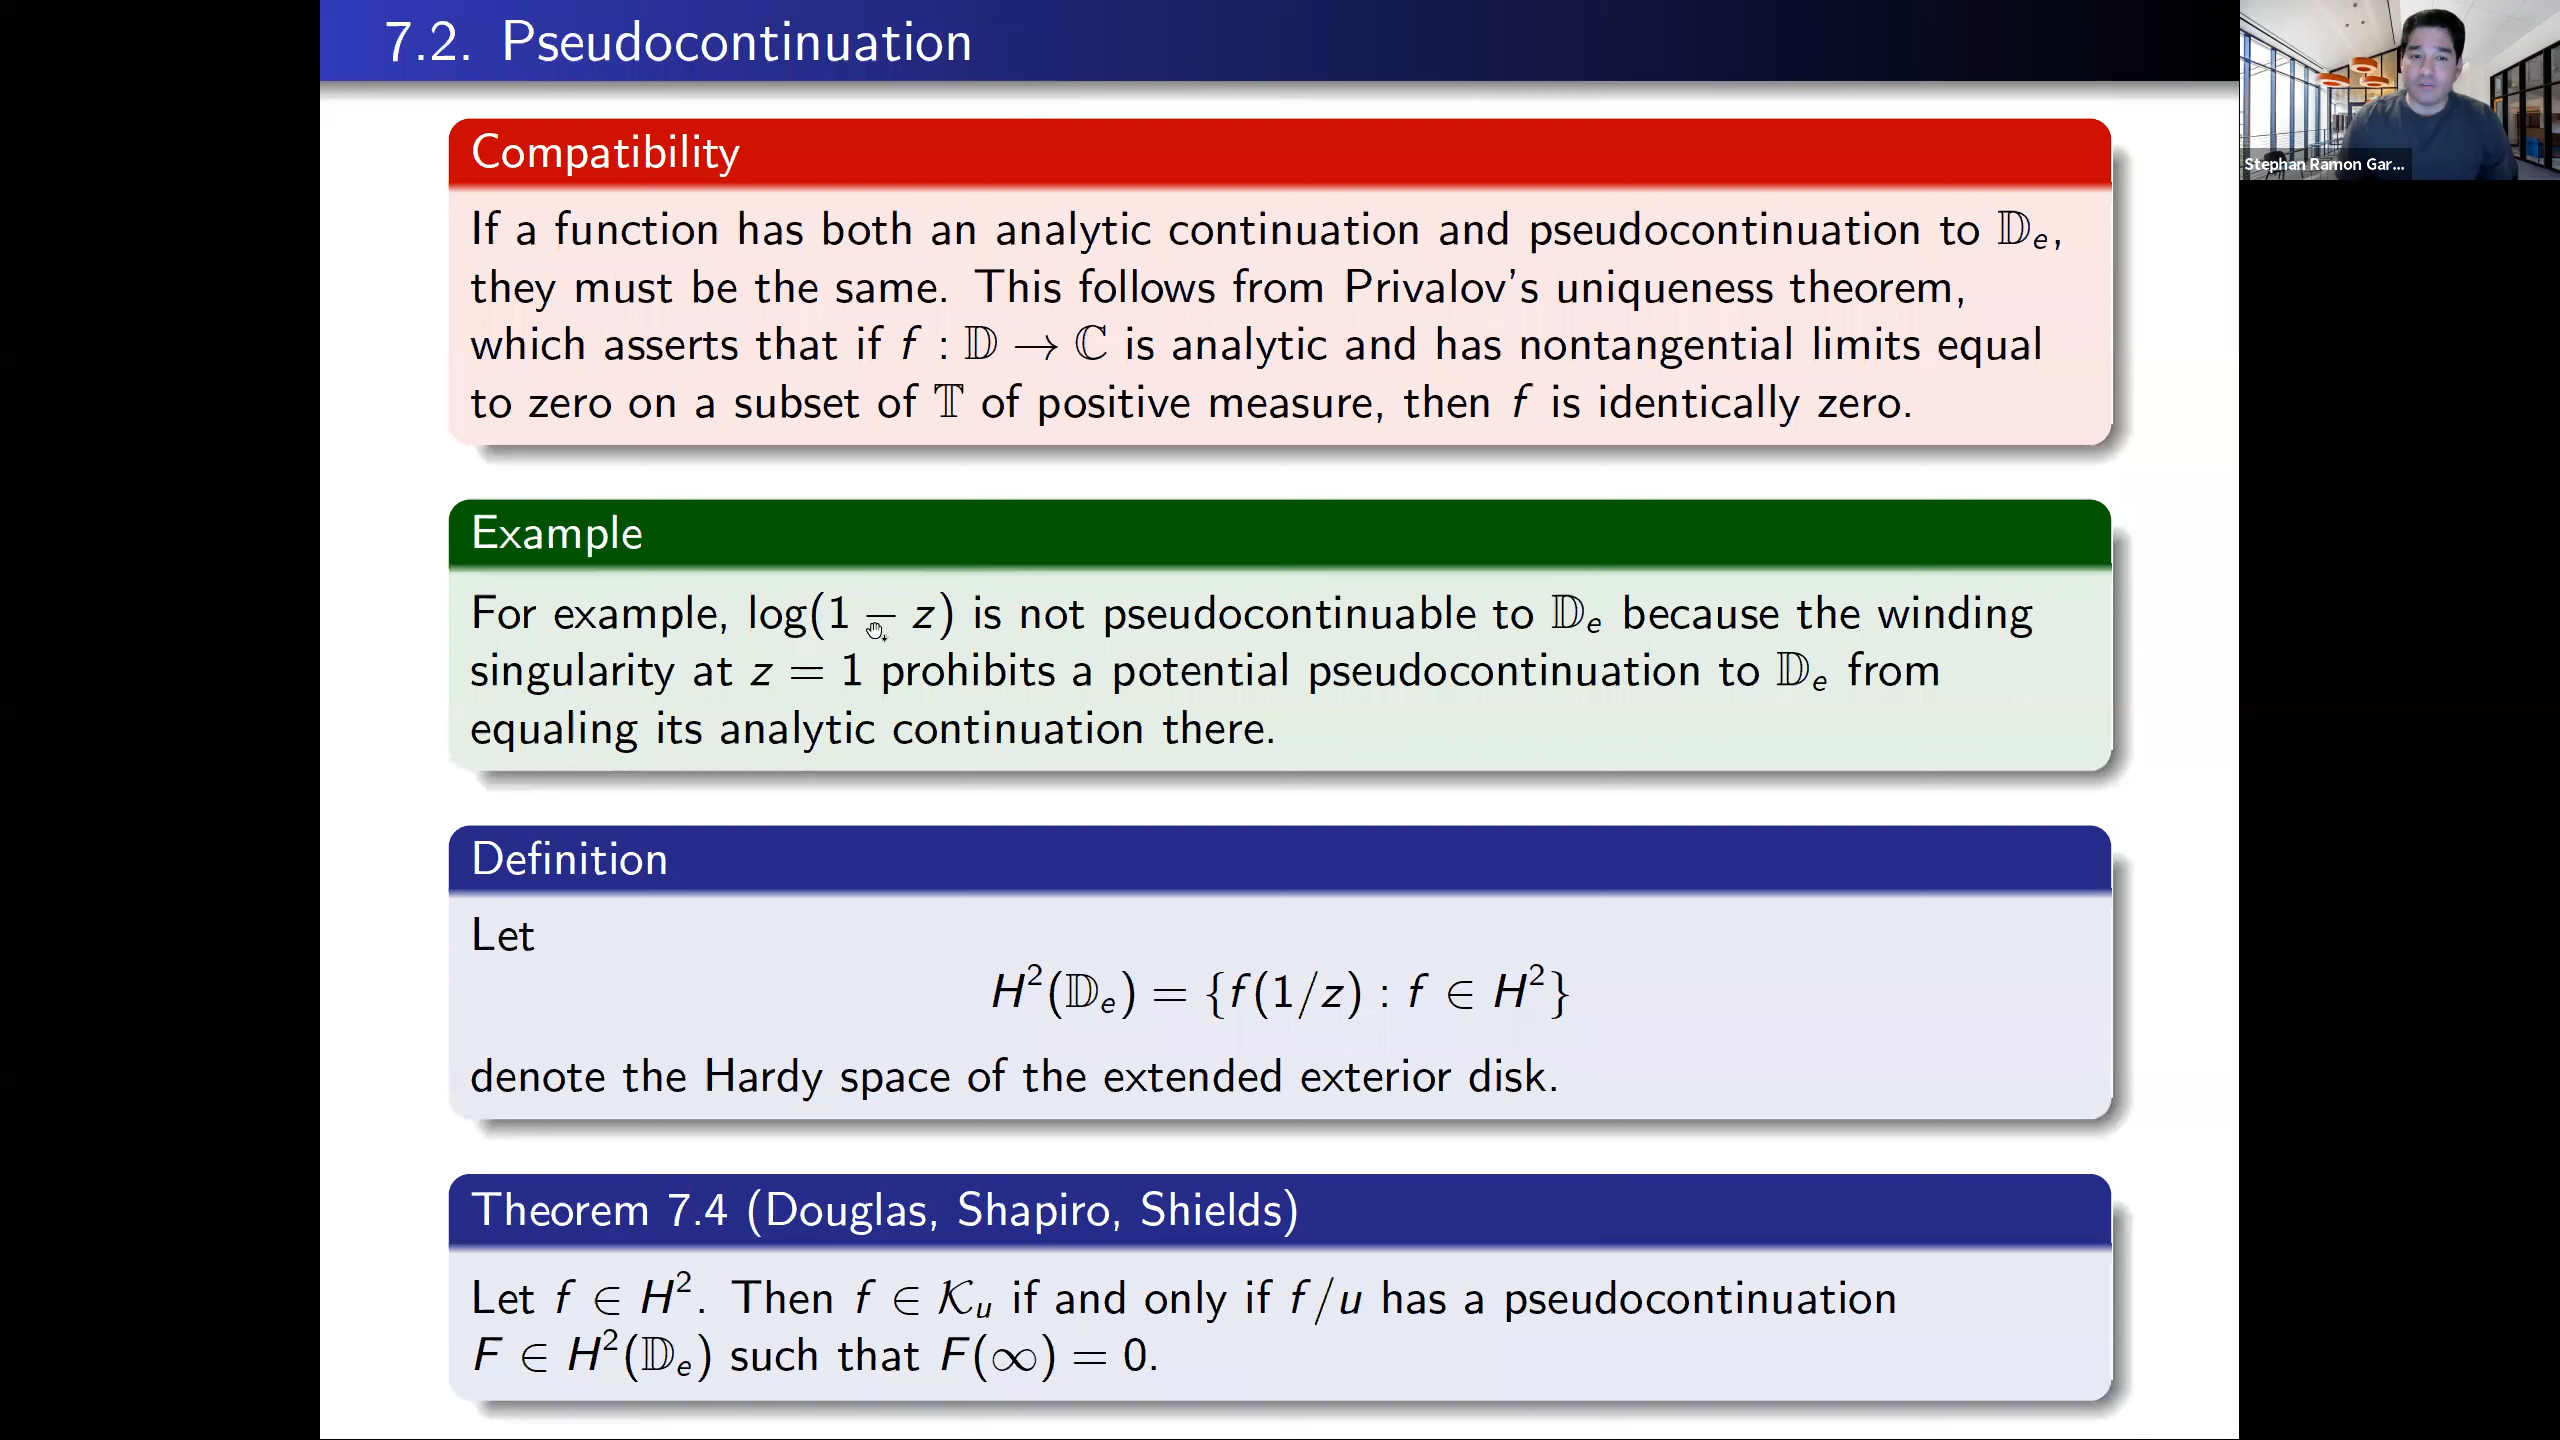 7.2. Pseudocontinuation
Stephan Ramon Gar...
Compatibility
If a function has both an analytic continuation and pseudocontinuation to 𝔻ₑ,
they must be the same. This follows from Privalov's uniqueness theorem,
which asserts that if f : 𝔻 → ℂ is analytic and has nontangential limits equal
to zero on a subset of 𝕋 of positive measure, then f is identically zero.
Example
For example, log(1 − z) is not pseudocontinuable to 𝔻ₑ because the winding
singularity at z = 1 prohibits a potential pseudocontinuation to 𝔻ₑ from
equaling its analytic continuation there.
Definition
Let
H²(𝔻ₑ) = {f(1/z) : f ∈ H²}
denote the Hardy space of the extended exterior disk.
Theorem 7.4 (Douglas, Shapiro, Shields)
Let f ∈ H². Then f ∈ 𝒦ᵤ if and only if f/u has a pseudocontinuation
F ∈ H²(𝔻ₑ) such that F(∞) = 0.